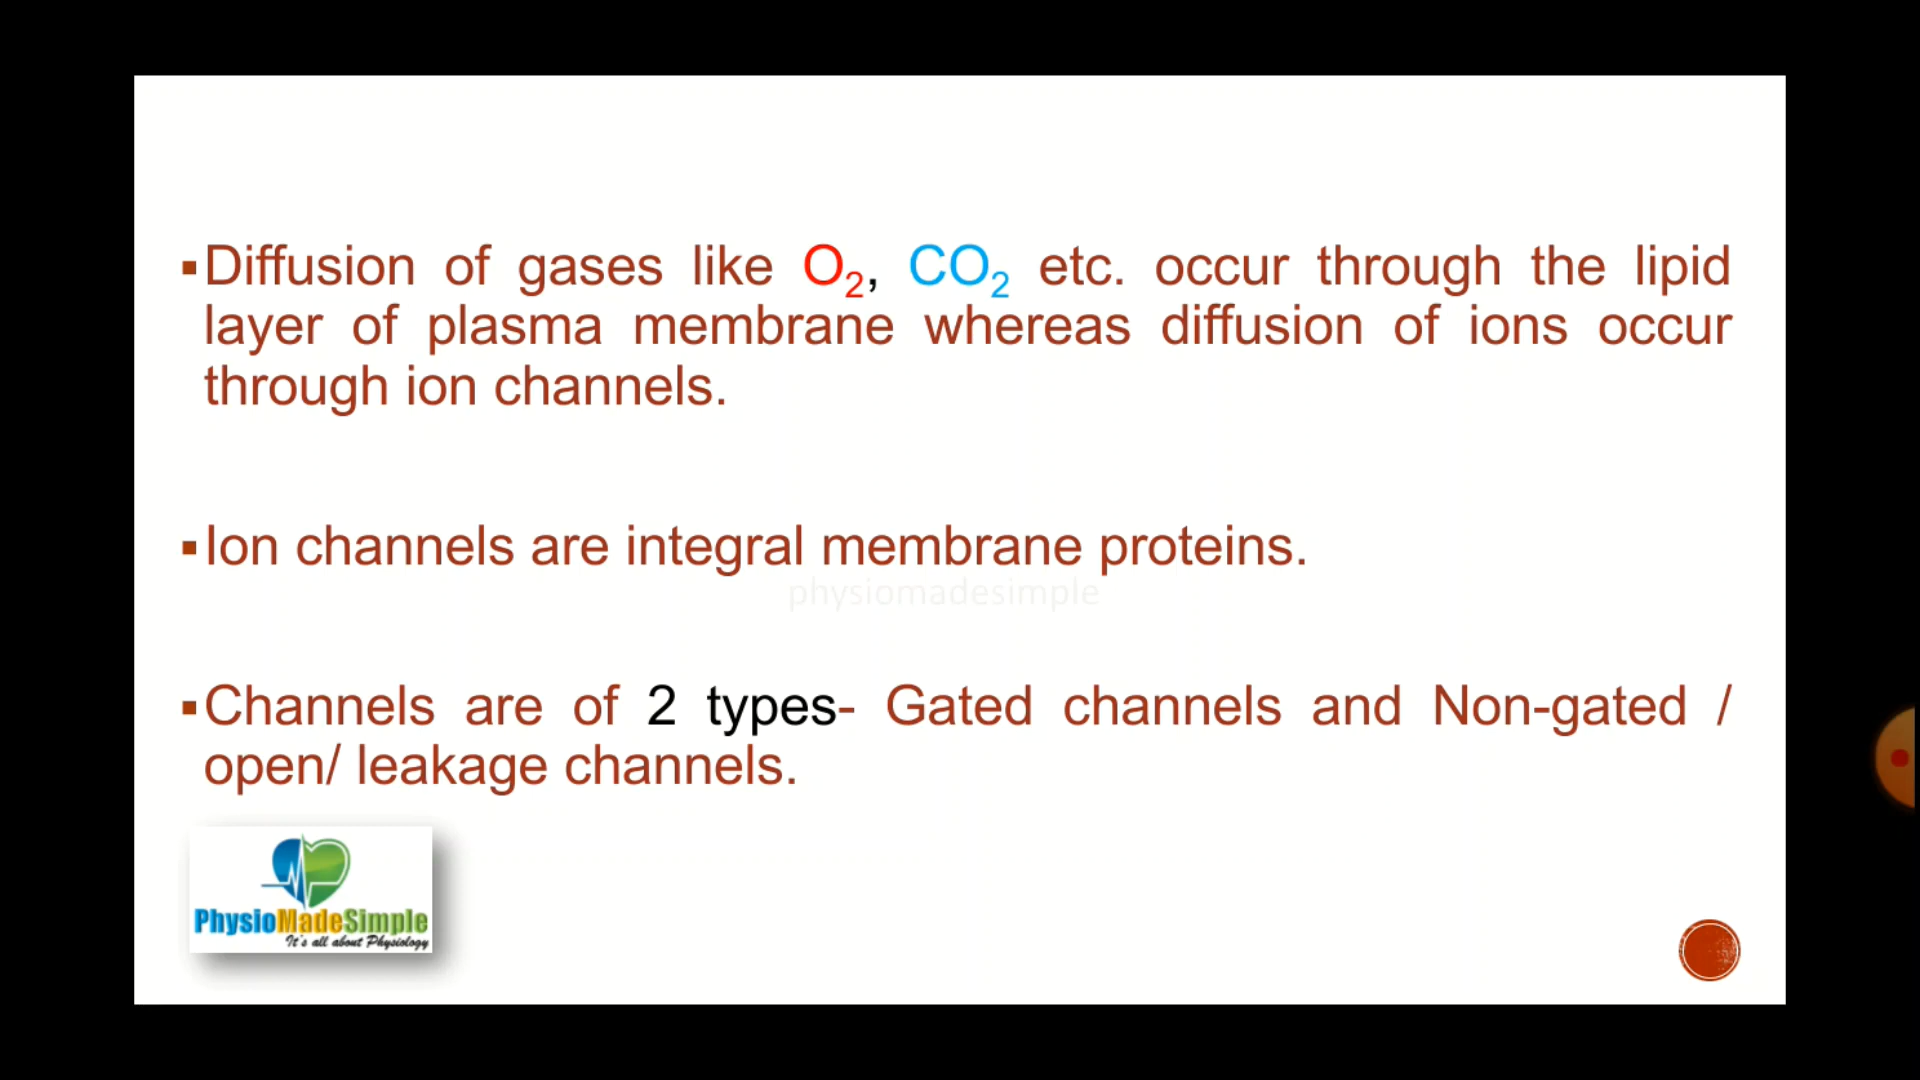 ▪Diffusion of gases like O₂, CO₂ etc. occur through the lipid
layer of plasma membrane whereas diffusion of ions occur
through ion channels.
▪Ion channels are integral membrane proteins.
physiomadesimple
▪Channels are of 2 types- Gated channels and Non-gated /
open/ leakage channels.
PhysioMadeSimple
It's all about Physiology